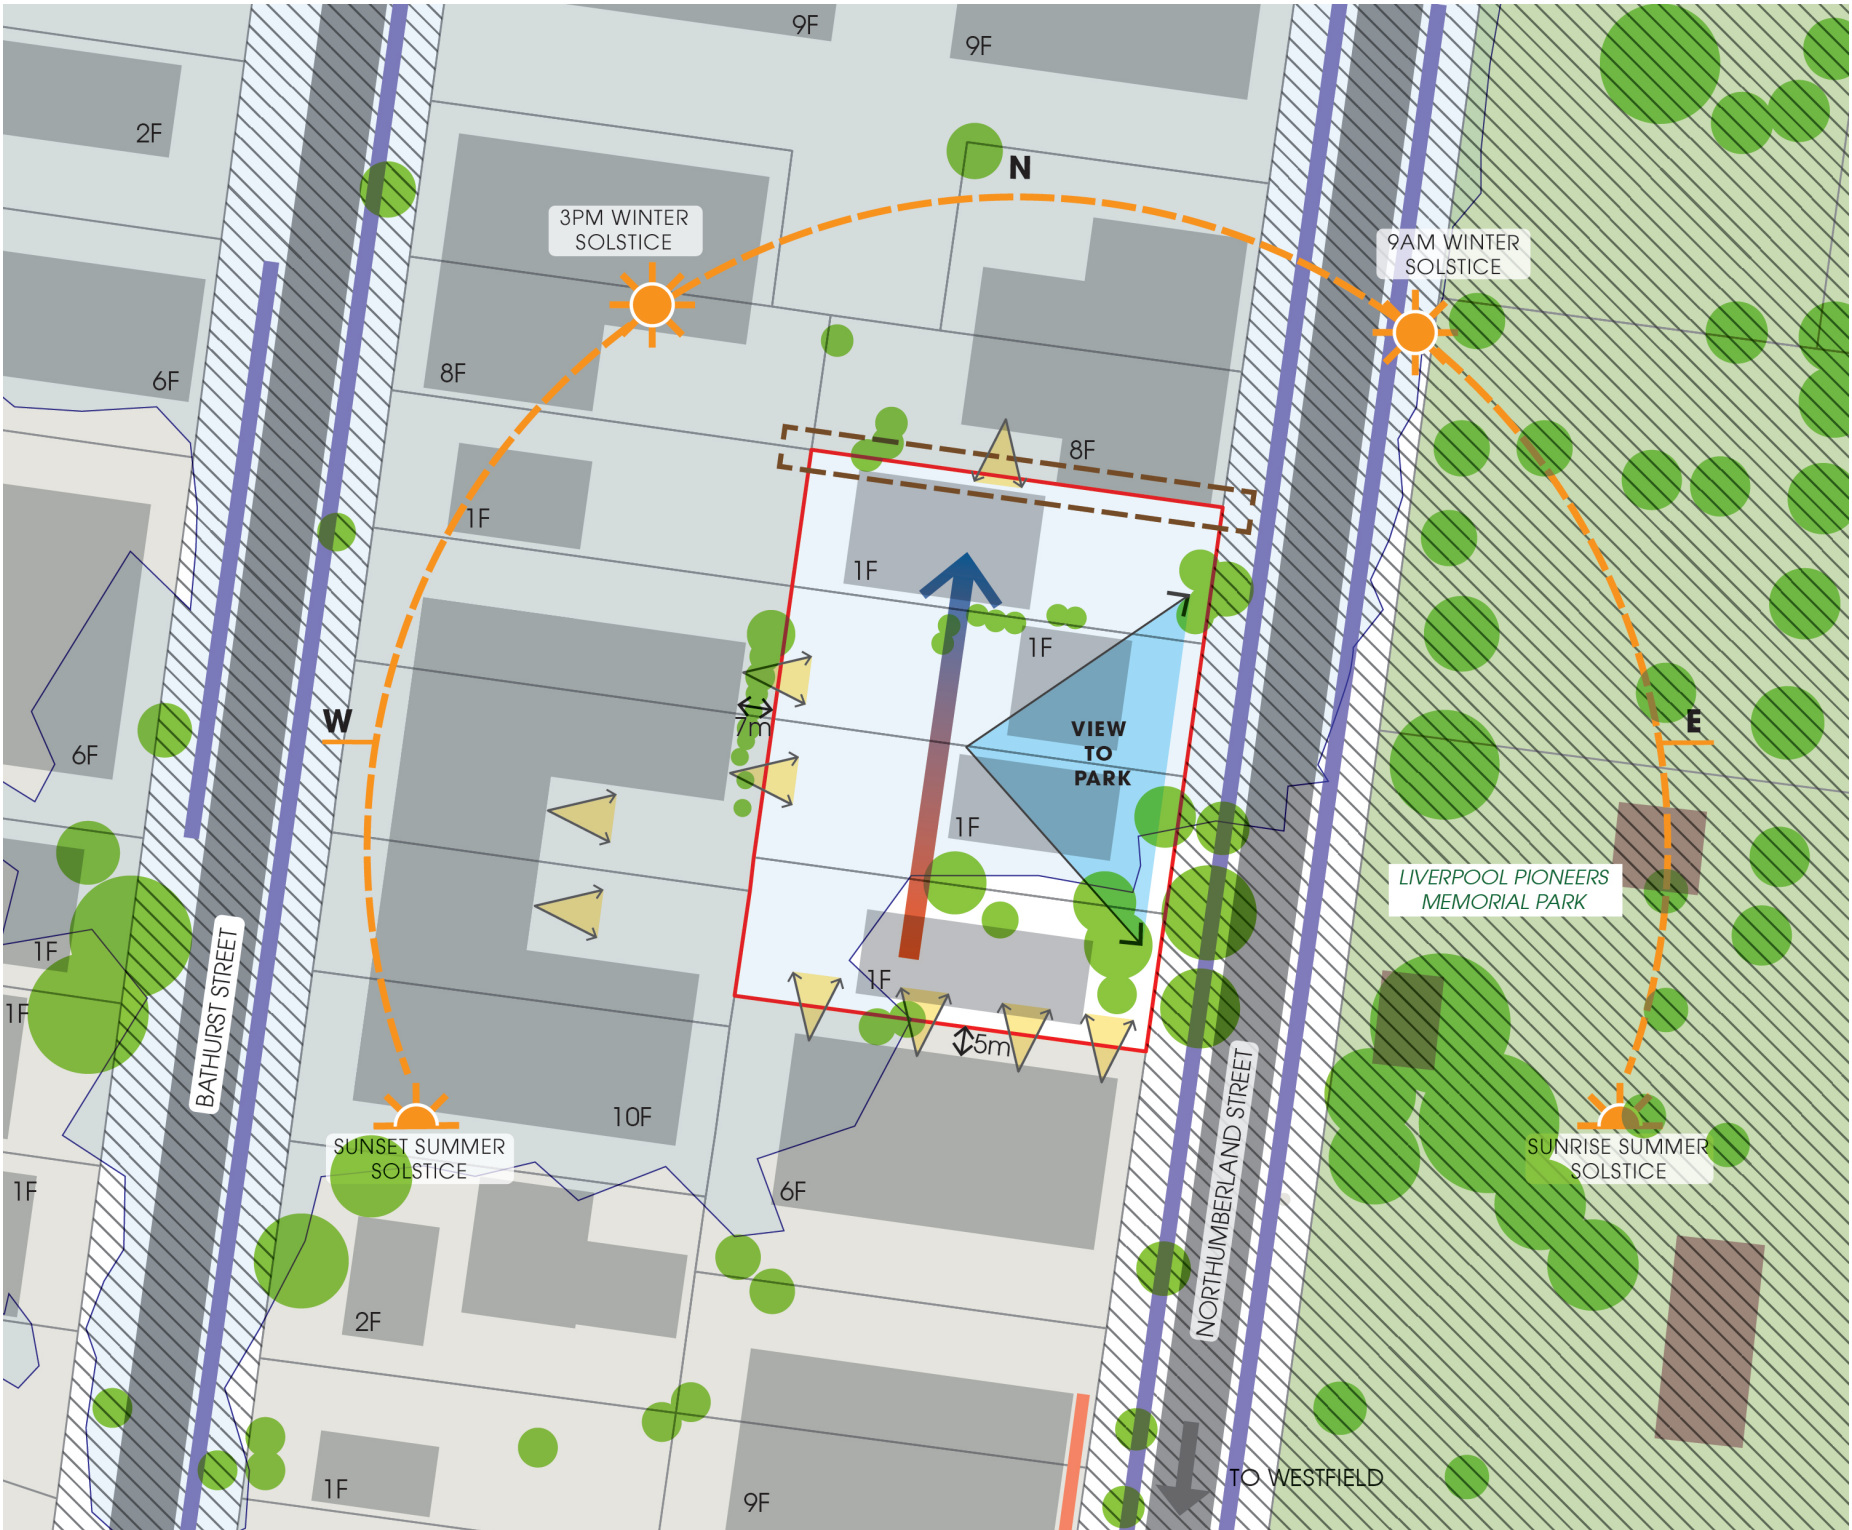 9F
9F
2F
N
3PM WINTER
SOLSTICE
9AM WINTER
SOLSTICE
6F
8F
8F
1F
1F
1F
W
7m
VIEW
TO
PARK
E
6F
1F
LIVERPOOL PIONEERS
MEMORIAL PARK
1F
1F
1F
BATHURST STREET
5m
10F
SUNSET SUMMER
SOLSTICE
SUNRISE SUMMER
SOLSTICE
1F
6F
NORTHUMBERLAND STREET
2F
1F
9F
TO WESTFIELD